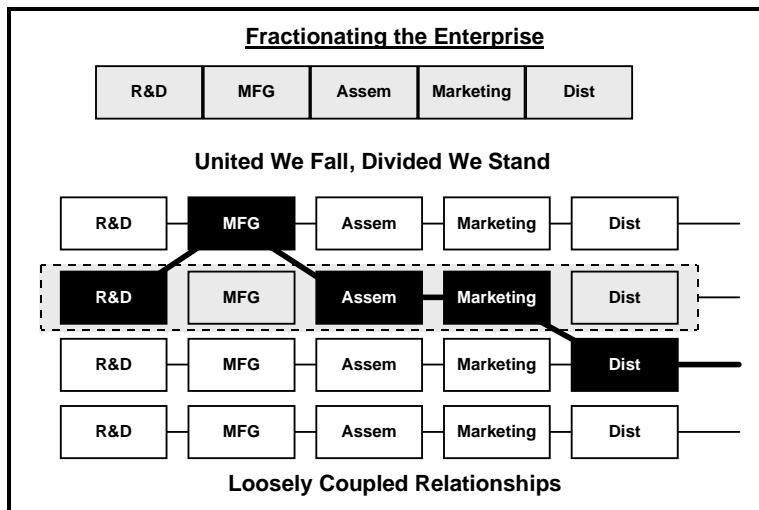 Fractionating the Enterprise
R&D MFG Assem Marketing Dist
United We Fall, Divided We Stand
R&D MFG Assem Marketing Dist
R&D MFG Assem Marketing Dist
R&D MFG Assem Marketing Dist
R&D MFG Assem Marketing Dist
Loosely Coupled Relationships